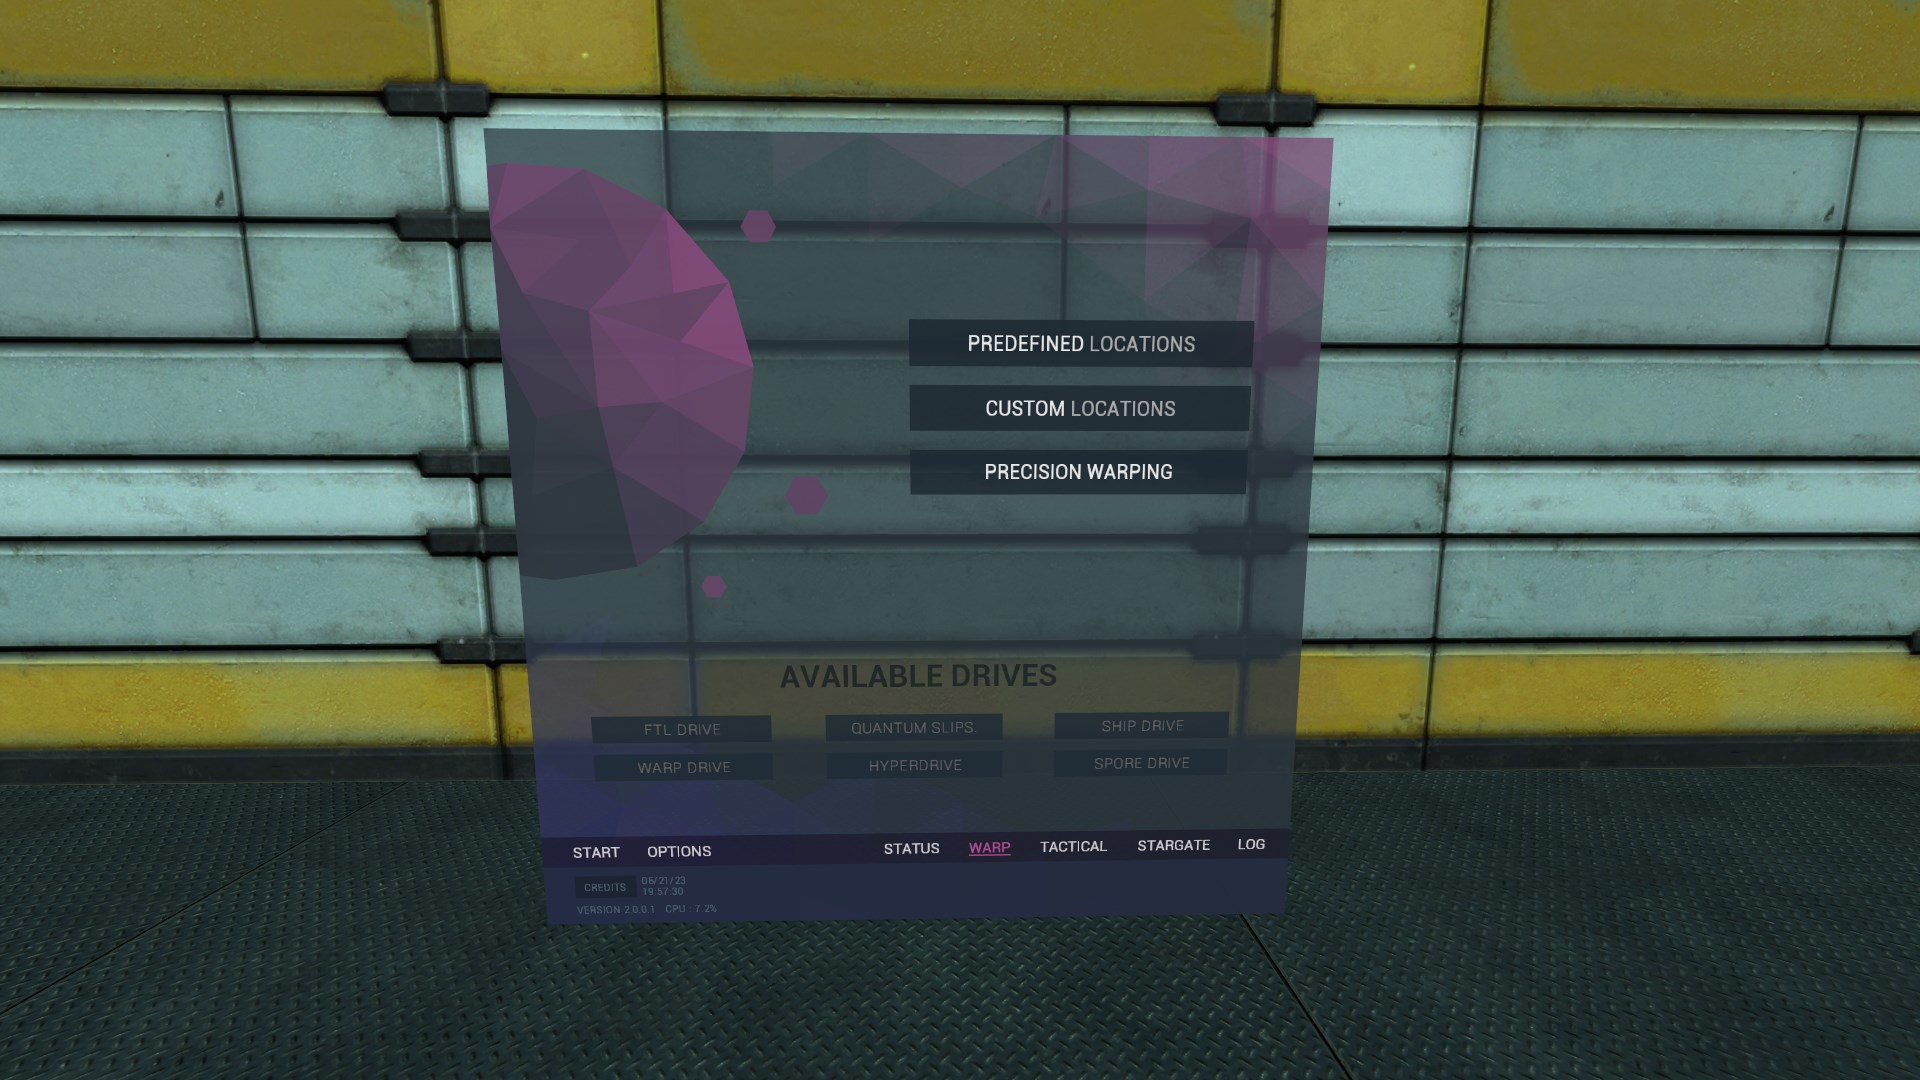 PREDEFINED LOCATIONS
CUSTOM LOCATIONS
PRECISION WARPING
AVAILABLE DRIVES
FTL DRIVE
QUANTUM SLIPS.
SHIP DRIVE
WARP DRIVE
HYPERDRIVE
SPORE DRIVE
START OPTIONS STATUS WARP TACTICAL STARGATE LOG
CREDITS
06/21/23
19:57:30
VERSION 2.0.0.1 CPU : 7.2%